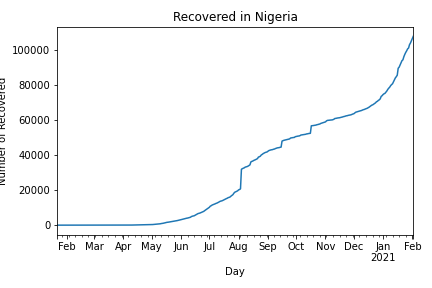 Recovered in Nigeria
Number of Recovered
100000
80000
60000
40000
20000
0
Feb Mar Apr May Jun Jul Aug Sep Oct Nov Dec Jan Feb
2021
Day